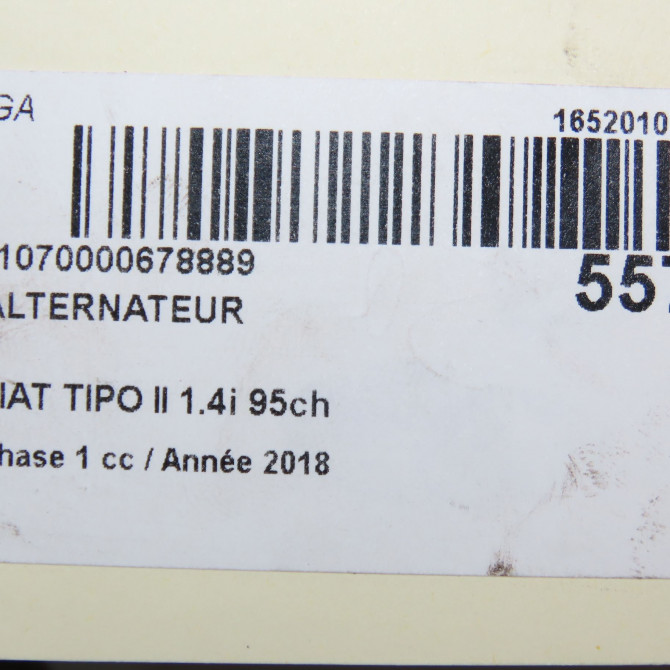 GA
1652010
1070000678889
557
ALTERNATEUR
IAT TIPO II 1.4i 95ch
hase 1 cc / Année 2018